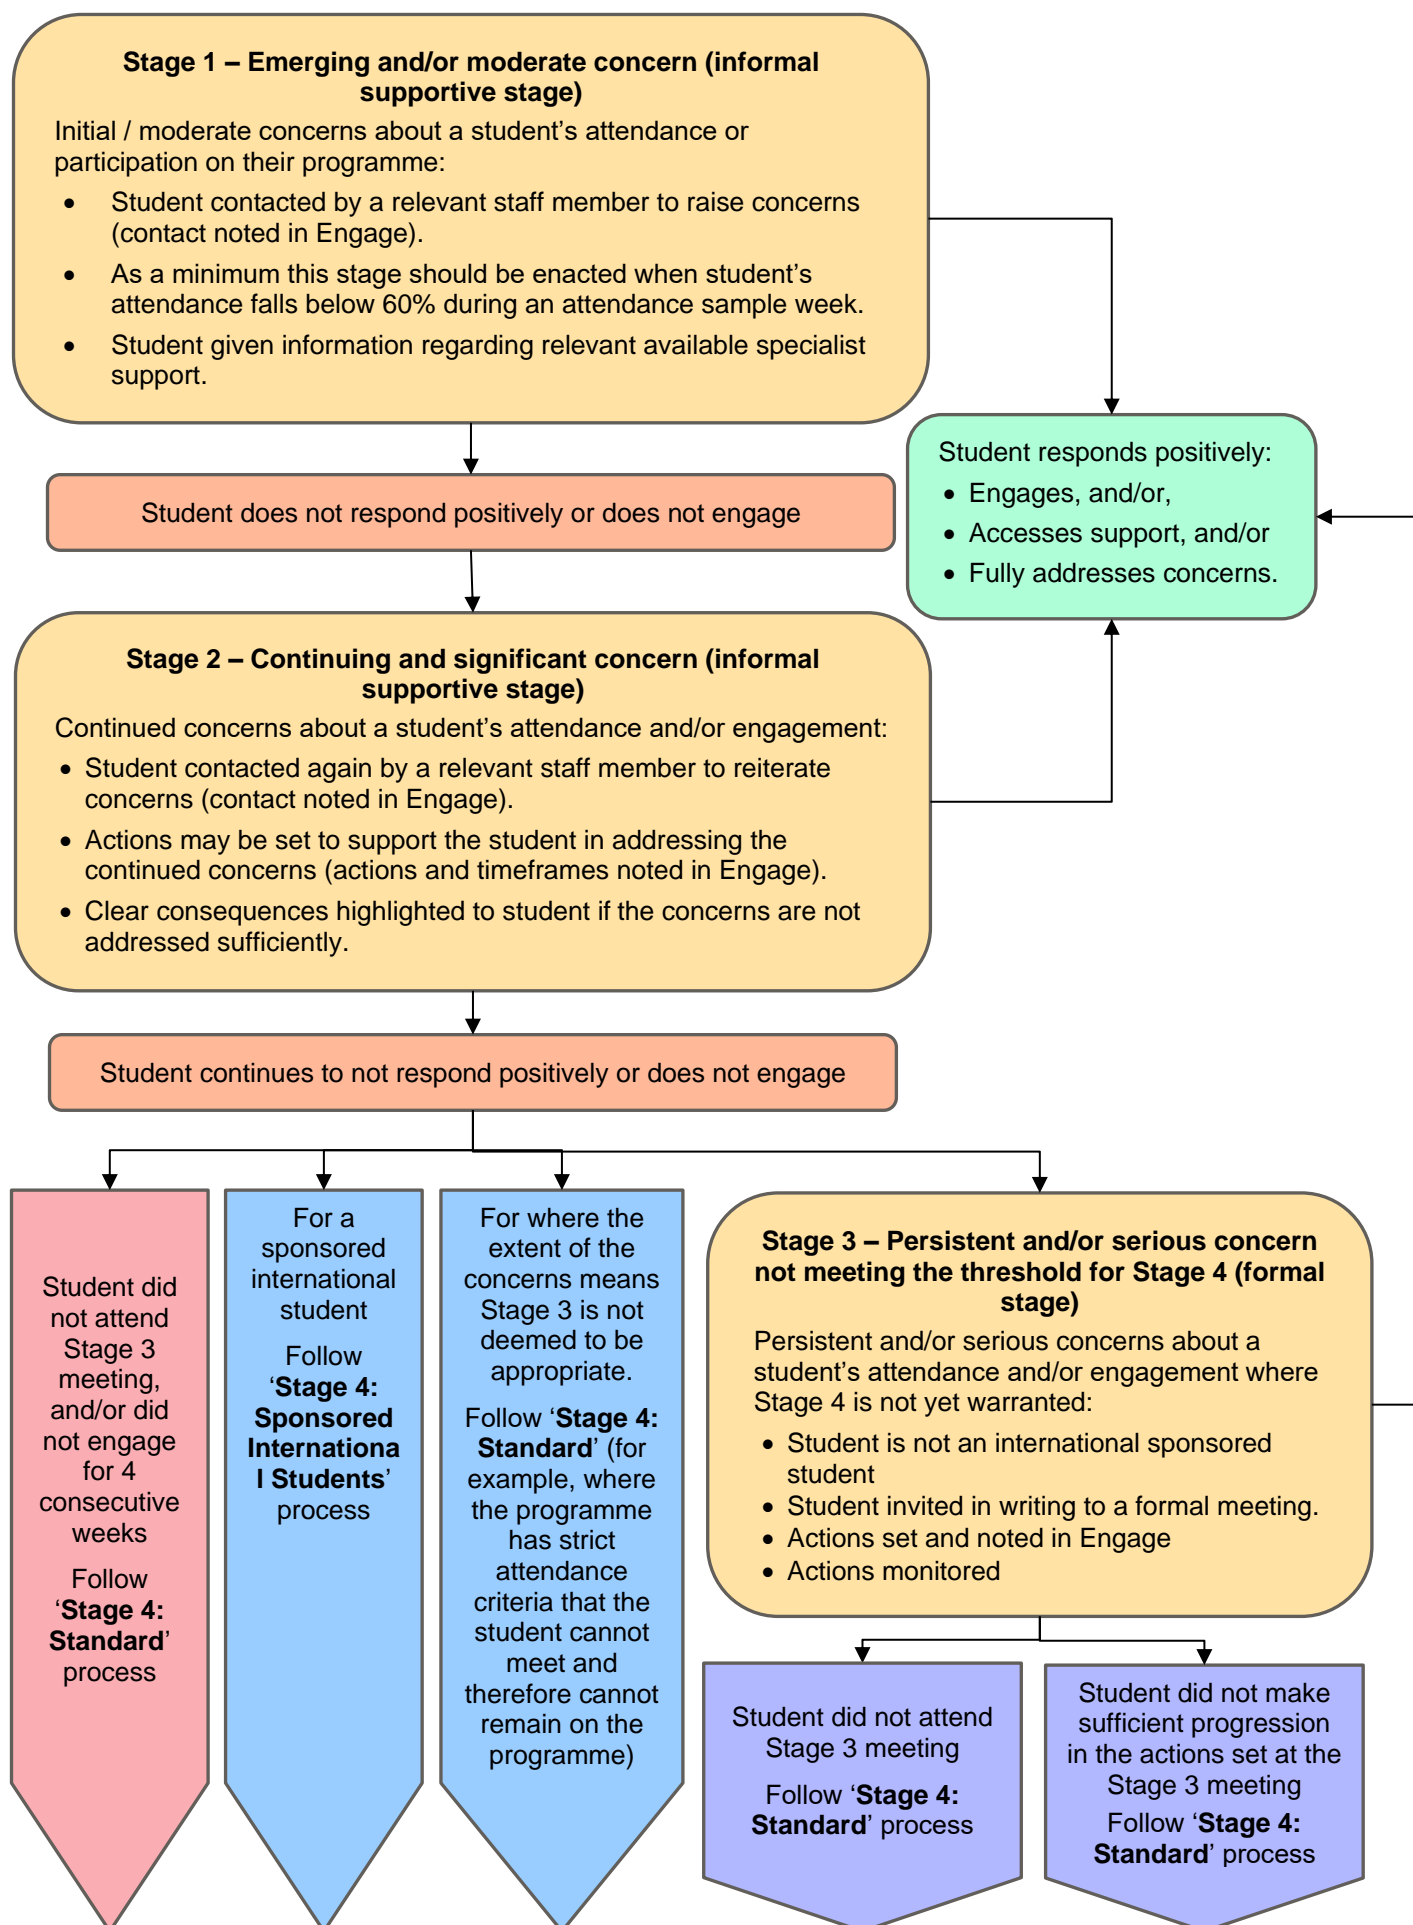 Stage 1 – Emerging and/or moderate concern (informal
supportive stage)
Initial / moderate concerns about a student’s attendance or
participation on their programme:
• Student contacted by a relevant staff member to raise concerns
(contact noted in Engage).
• As a minimum this stage should be enacted when student’s
attendance falls below 60% during an attendance sample week.
• Student given information regarding relevant available specialist
support.
Student responds positively:
• Engages, and/or,
• Accesses support, and/or
• Fully addresses concerns.
Student does not respond positively or does not engage
Stage 2 – Continuing and significant concern (informal
supportive stage)
Continued concerns about a student’s attendance and/or engagement:
• Student contacted again by a relevant staff member to reiterate
concerns (contact noted in Engage).
• Actions may be set to support the student in addressing the
continued concerns (actions and timeframes noted in Engage).
• Clear consequences highlighted to student if the concerns are not
addressed sufficiently.
Student continues to not respond positively or does not engage
Student did
not attend
Stage 3
meeting,
and/or did
not engage
for 4
consecutive
weeks
Follow
‘Stage 4:
Standard’
process
For a
sponsored
international
student
Follow
‘Stage 4:
Sponsored
Internationa
l Students’
process
For where the
extent of the
concerns means
Stage 3 is not
deemed to be
appropriate.
Follow ‘Stage 4:
Standard’ (for
example, where
the programme
has strict
attendance
criteria that the
student cannot
meet and
therefore cannot
remain on the
programme)
Stage 3 – Persistent and/or serious concern
not meeting the threshold for Stage 4 (formal
stage)
Persistent and/or serious concerns about a
student’s attendance and/or engagement where
Stage 4 is not yet warranted:
• Student is not an international sponsored
student
• Student invited in writing to a formal meeting.
• Actions set and noted in Engage
• Actions monitored
Student did not attend
Stage 3 meeting
Follow ‘Stage 4:
Standard’ process
Student did not make
sufficient progression
in the actions set at the
Stage 3 meeting
Follow ‘Stage 4:
Standard’ process